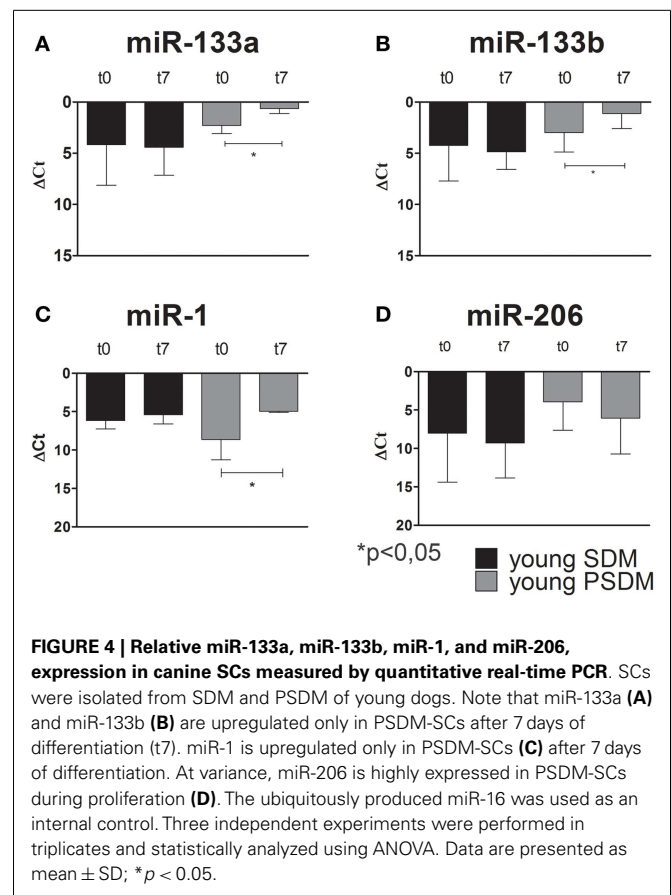 A miR-133a
t0 t7 t0 t7
ΔCt
0
5
10
15
*
B miR-133b
t0 t7 t0 t7
ΔCt
0
5
10
15
*
C miR-1
t0 t7 t0 t7
ΔCt
0
5
10
15
20
*
D miR-206
t0 t7 t0 t7
ΔCt
0
5
10
15
20
*p<0,05
young SDM
young PSDM
FIGURE 4 | Relative miR-133a, miR-133b, miR-1, and miR-206,
expression in canine SCs measured by quantitative real-time PCR. SCs
were isolated from SDM and PSDM of young dogs. Note that miR-133a (A)
and miR-133b (B) are upregulated only in PSDM-SCs after 7 days of
differentiation (t7). miR-1 is upregulated only in PSDM-SCs (C) after 7 days
of differentiation. At variance, miR-206 is highly expressed in PSDM-SCs
during proliferation (D). The ubiquitously produced miR-16 was used as an
internal control. Three independent experiments were performed in
triplicates and statistically analyzed using ANOVA. Data are presented as
mean ± SD; *p < 0.05.